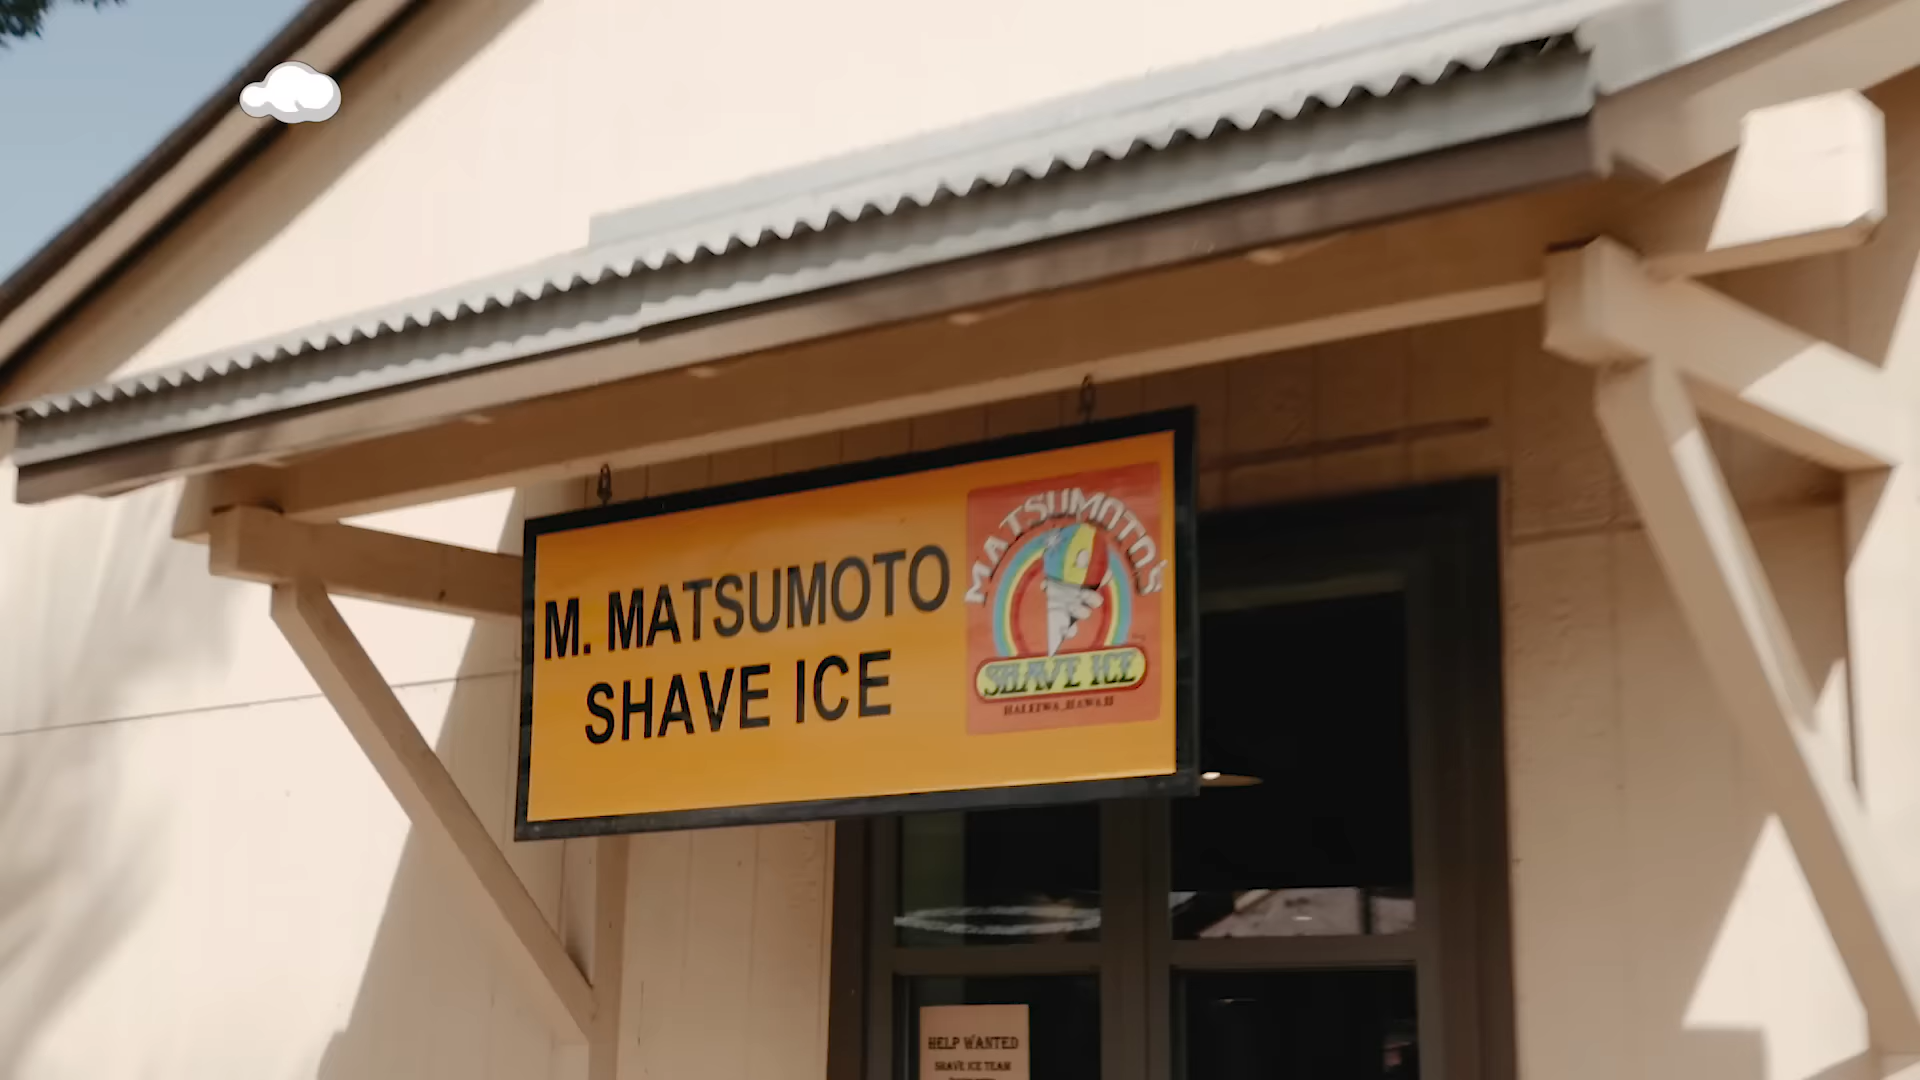 M. MATSUMOTO
SHAVE ICE
MATSUMOTO'S
SHAVE ICE
HALEIWA, HAWAII
HELP WANTED
SHAVE ICE TEAM